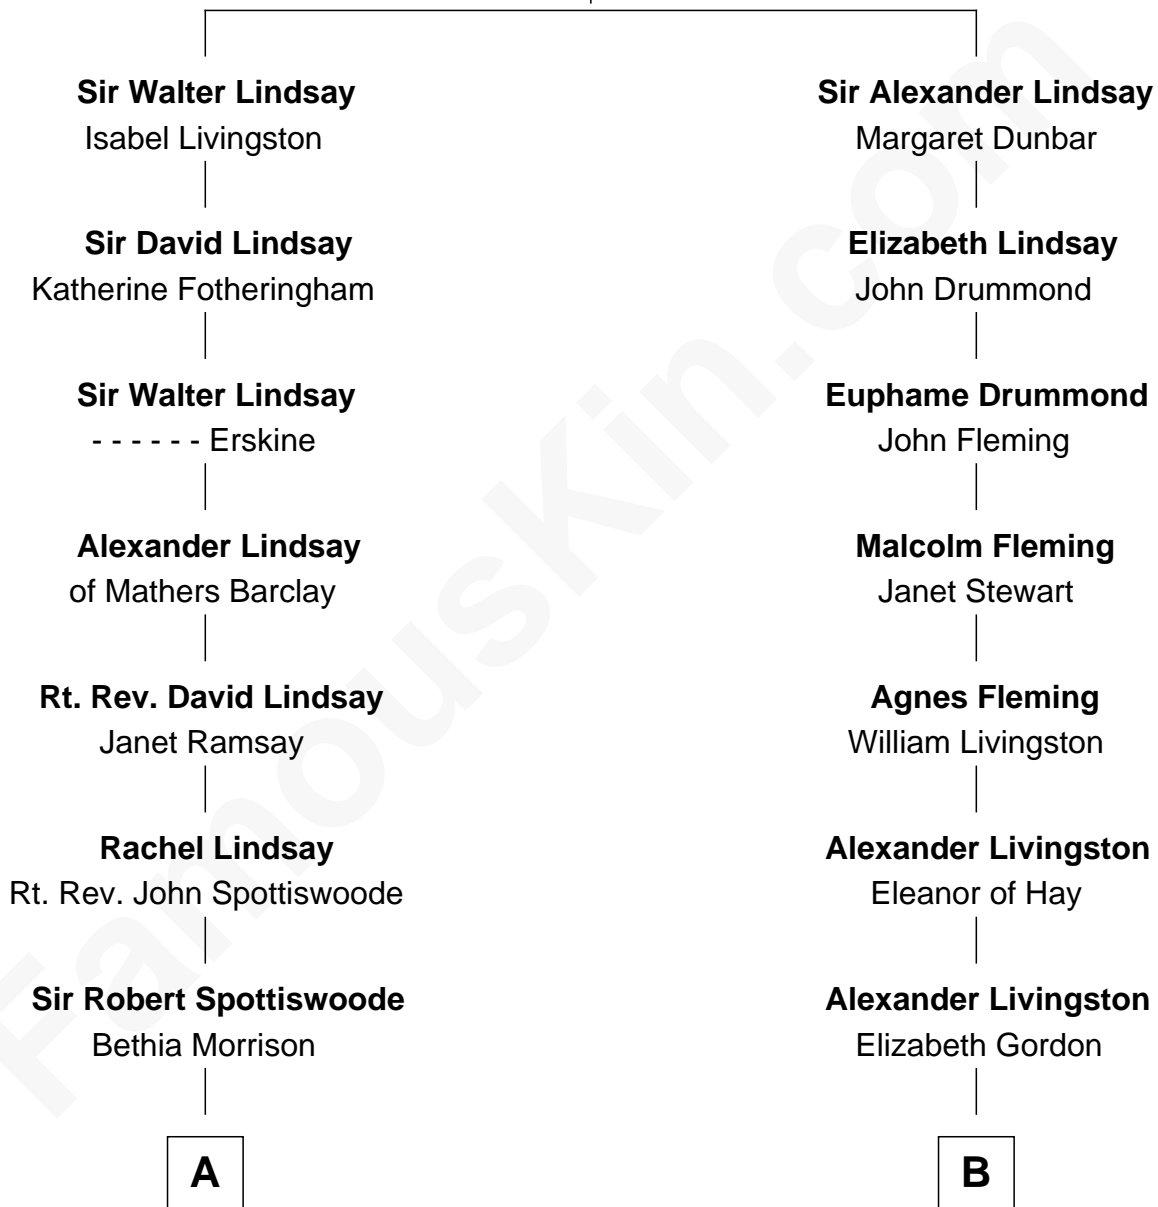 Sir Walter Lindsay
Isabel Livingston
Sir David Lindsay
Katherine Fotheringham
Sir Walter Lindsay
- - - - - - Erskine
Alexander Lindsay
of Mathers Barclay
Rt. Rev. David Lindsay
Janet Ramsay
Rachel Lindsay
Rt. Rev. John Spottiswoode
Sir Robert Spottiswoode
Bethia Morrison
A
Sir Alexander Lindsay
Margaret Dunbar
Elizabeth Lindsay
John Drummond
Euphame Drummond
John Fleming
Malcolm Fleming
Janet Stewart
Agnes Fleming
William Livingston
Alexander Livingston
Eleanor of Hay
Alexander Livingston
Elizabeth Gordon
B
FamousKin.com